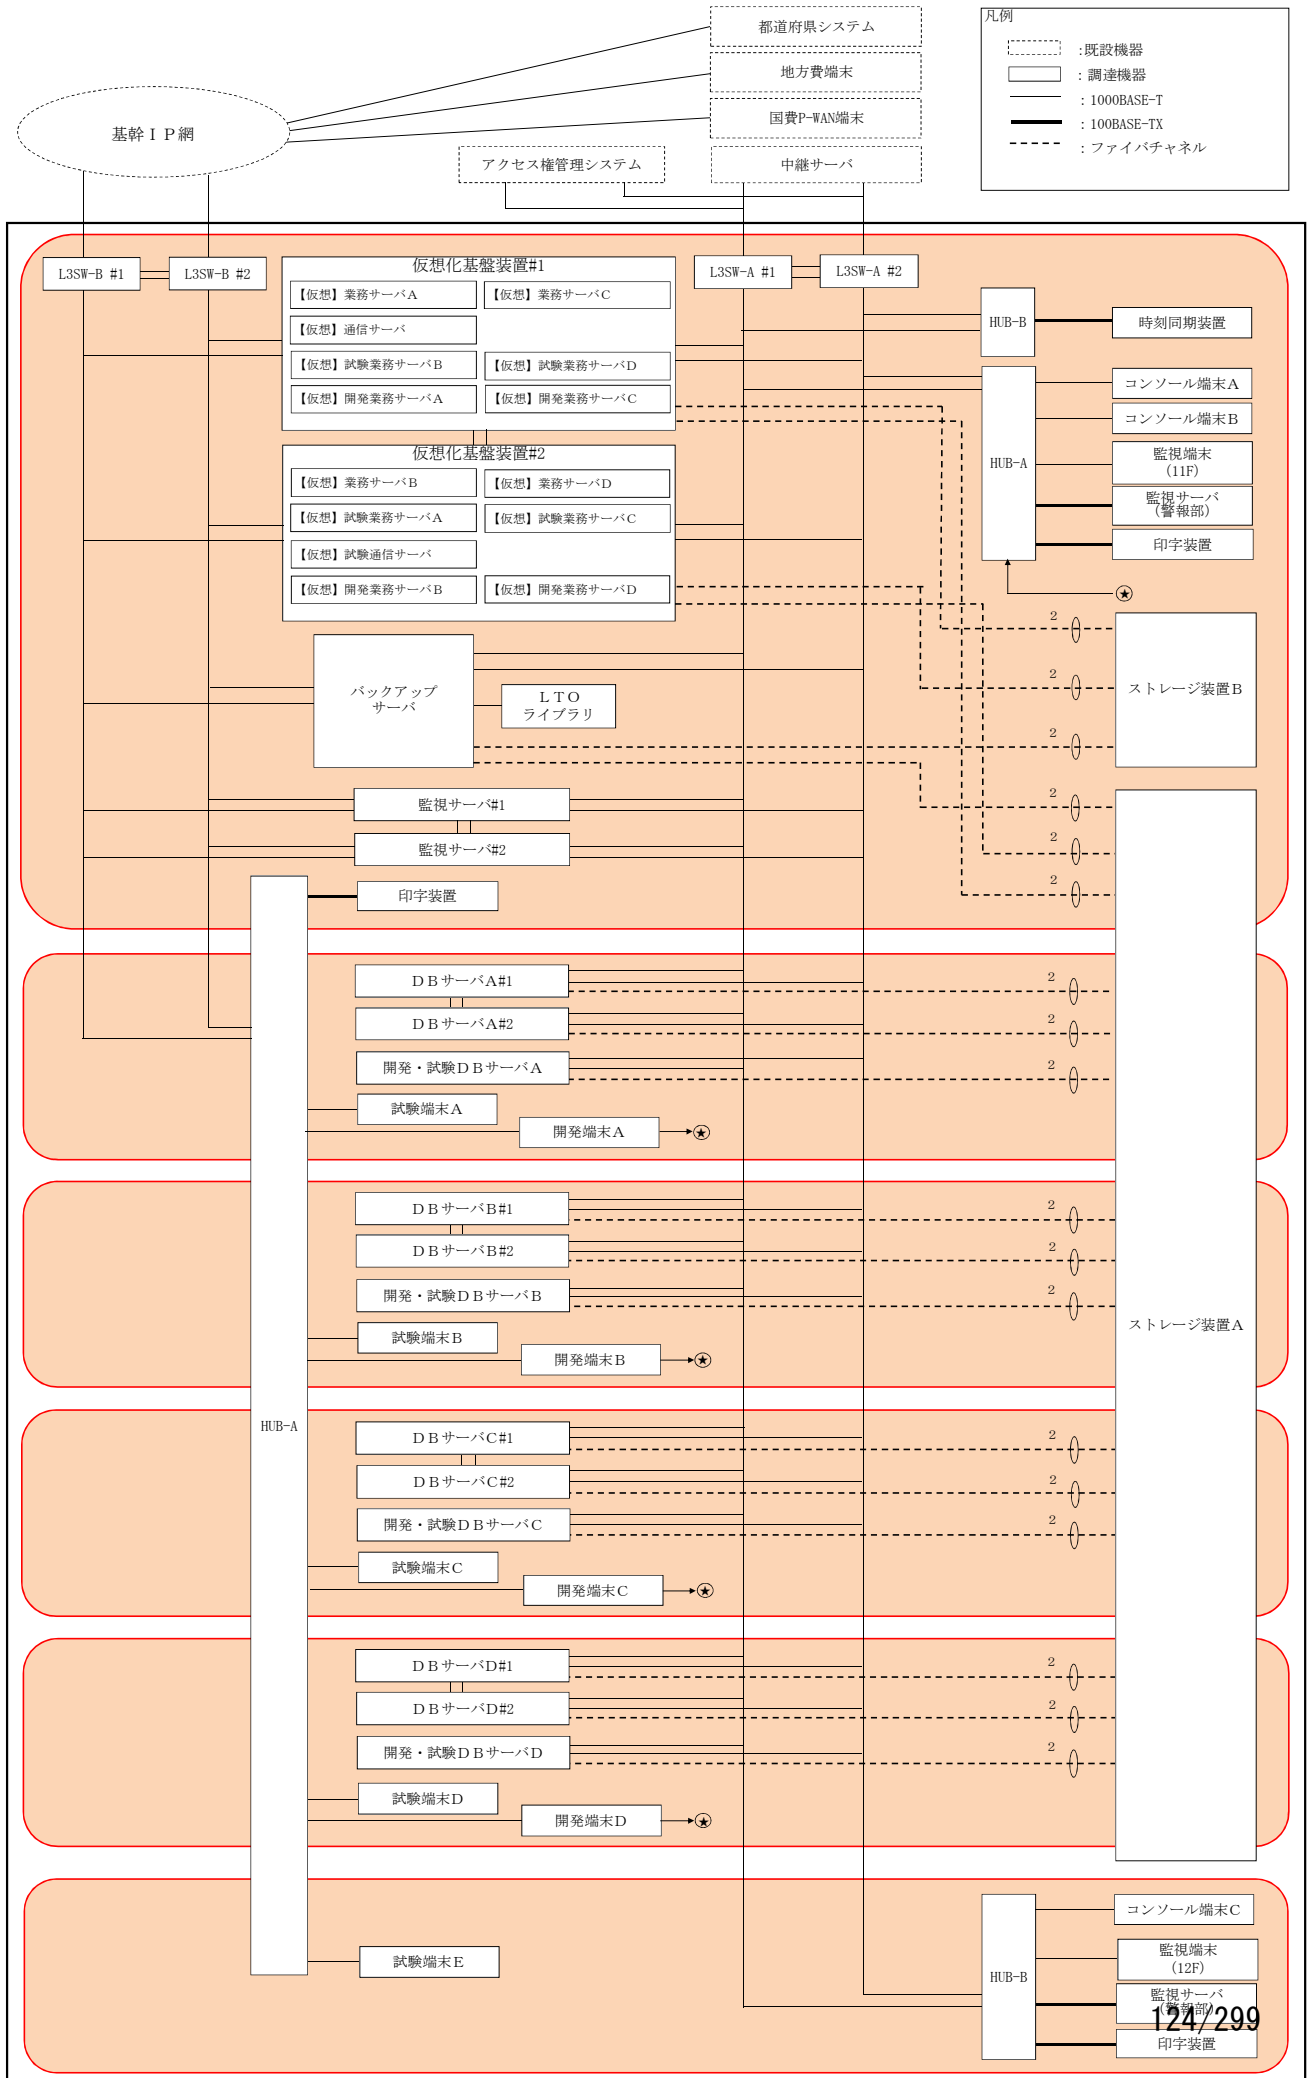 都道府県システム
地方費端末
国費P-WAN端末
基幹ＩＰ網
アクセス権管理システム
中継サーバ
凡例
:既設機器
：調達機器
：1000BASE-T
：100BASE-TX
：ファイバチャネル
L3SW-B #1
L3SW-B #2
L3SW-A #1
L3SW-A #2
仮想化基盤装置#1
【仮想】業務サーバA
【仮想】業務サーバC
【仮想】通信サーバ
【仮想】試験業務サーバB
【仮想】試験業務サーバD
【仮想】開発業務サーバA
【仮想】開発業務サーバC
仮想化基盤装置#2
【仮想】業務サーバB
【仮想】業務サーバD
【仮想】試験業務サーバA
【仮想】試験業務サーバC
【仮想】試験通信サーバ
【仮想】開発業務サーバB
【仮想】開発業務サーバD
HUB-B
時刻同期装置
HUB-A
コンソール端末A
コンソール端末B
監視端末
(11F)
監視サーバ
（警報部）
印字装置
★
バックアップ
サーバ
ＬＴＯ
ライブラリ
2
2
2
ストレージ装置B
監視サーバ#1
監視サーバ#2
印字装置
2
2
2
ＤＢサーバA#1
2
ＤＢサーバA#2
2
開発・試験ＤＢサーバA
2
試験端末A
開発端末A
★
ＤＢサーバB#1
2
ＤＢサーバB#2
2
開発・試験ＤＢサーバB
2
試験端末B
開発端末B
★
ストレージ装置A
HUB-A
ＤＢサーバC#1
2
ＤＢサーバC#2
2
開発・試験ＤＢサーバC
2
試験端末C
開発端末C
★
ＤＢサーバD#1
2
ＤＢサーバD#2
2
開発・試験ＤＢサーバD
2
試験端末D
開発端末D
★
試験端末E
HUB-B
コンソール端末C
監視端末
(12F)
監視サーバ
（警報部）
印字装置
124/299